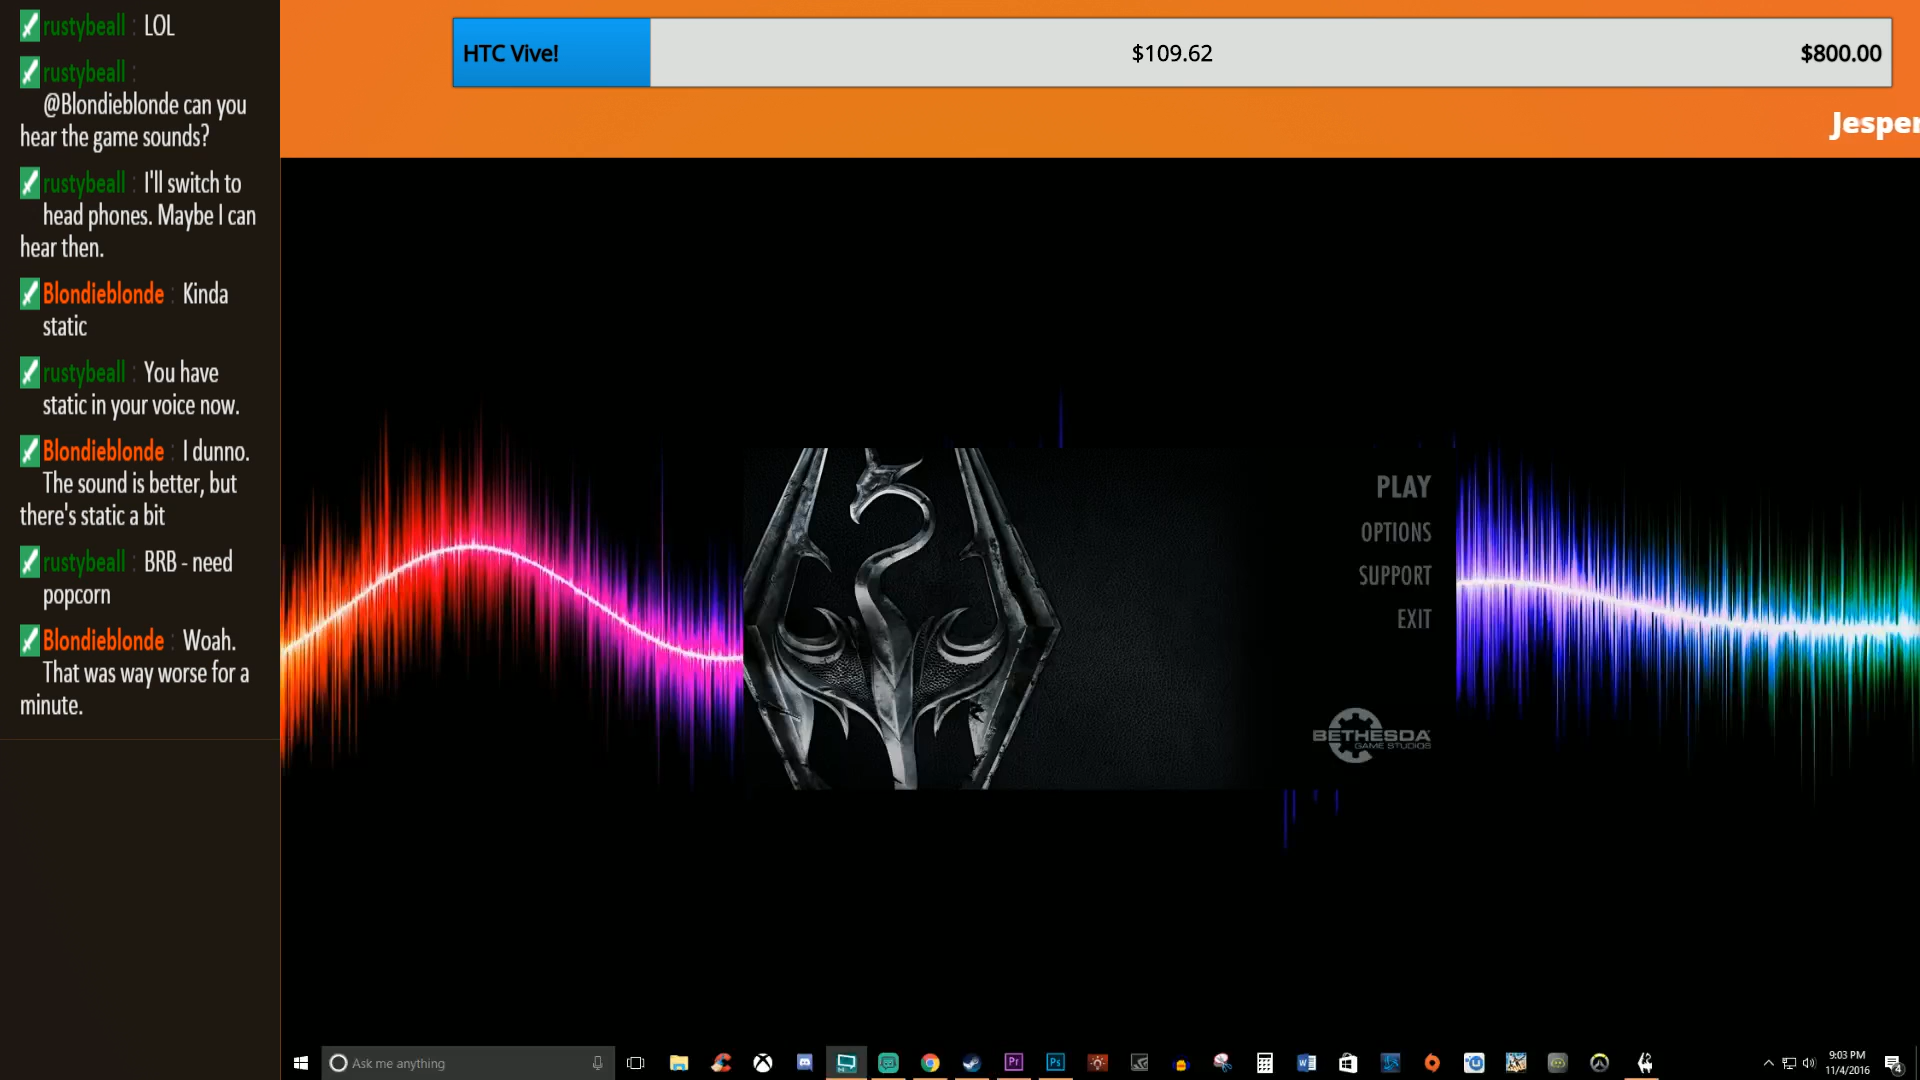 rustybeall : LOL
rustybeall :
@Blondieblonde can you
hear the game sounds?
rustybeall : I'll switch to
head phones. Maybe I can
hear then.
Blondieblonde : Kinda
static
rustybeall : You have
static in your voice now.
Blondieblonde : I dunno.
The sound is better, but
there's static a bit
rustybeall : BRB - need
popcorn
Blondieblonde : Woah.
That was way worse for a
minute.
HTC Vive! $109.62 $800.00
Jesper
PLAY
OPTIONS
SUPPORT
EXIT
BETHESDA
GAME STUDIOS
Ask me anything
Pr
Ps
9:03 PM
11/4/2016
4